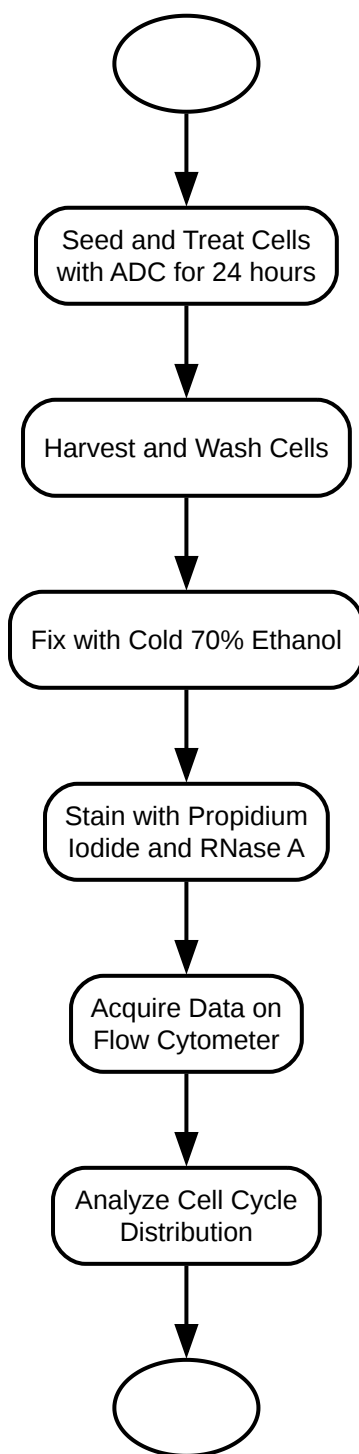 Seed and Treat Cells
with ADC for 24 hours
Harvest and Wash Cells
Fix with Cold 70% Ethanol
Stain with Propidium
Iodide and RNase A
Acquire Data on
Flow Cytometer
Analyze Cell Cycle
Distribution